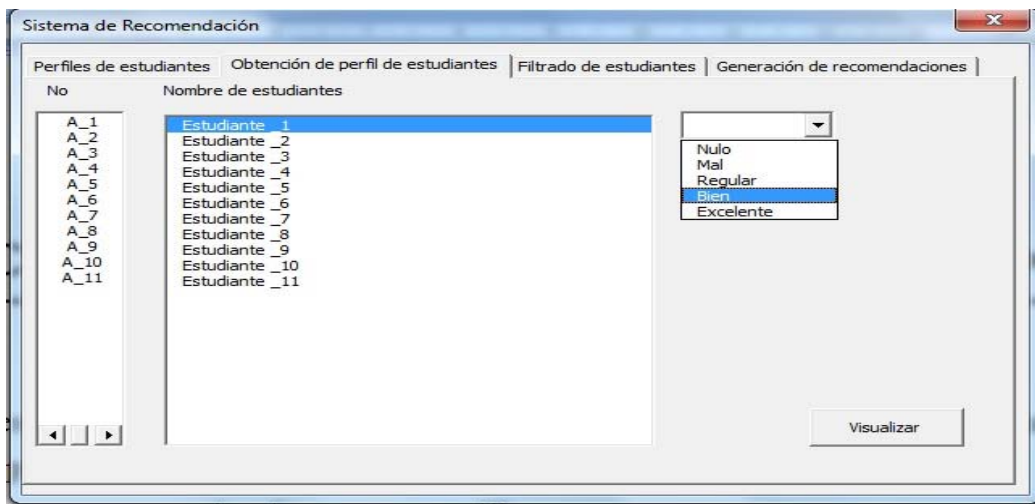 Sistema de Recomendación
Perfiles de estudiantes Obtención de perfil de estudiantes Filtrado de estudiantes Generación de recomendaciones
No Nombre de estudiantes
A_1
A_2
A_3
A_4
A_5
A_6
A_7
A_8
A_9
A_10
A_11
Estudiante _1
Estudiante _2
Estudiante _3
Estudiante _4
Estudiante _5
Estudiante _6
Estudiante _7
Estudiante _8
Estudiante _9
Estudiante _10
Estudiante _11
Nulo
Mal
Regular
Bien
Excelente
Visualizar